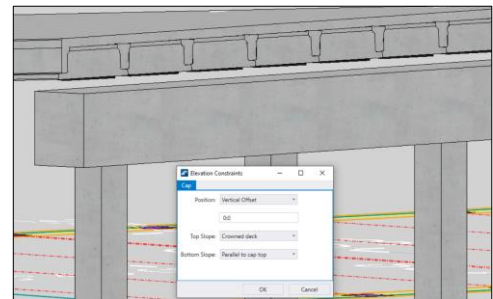 Elevation Constraints
Cap
Position: Vertical Offset
0.0
Top Slope: Crowned deck
Bottom Slope: Parallel to cap top
OK Cancel